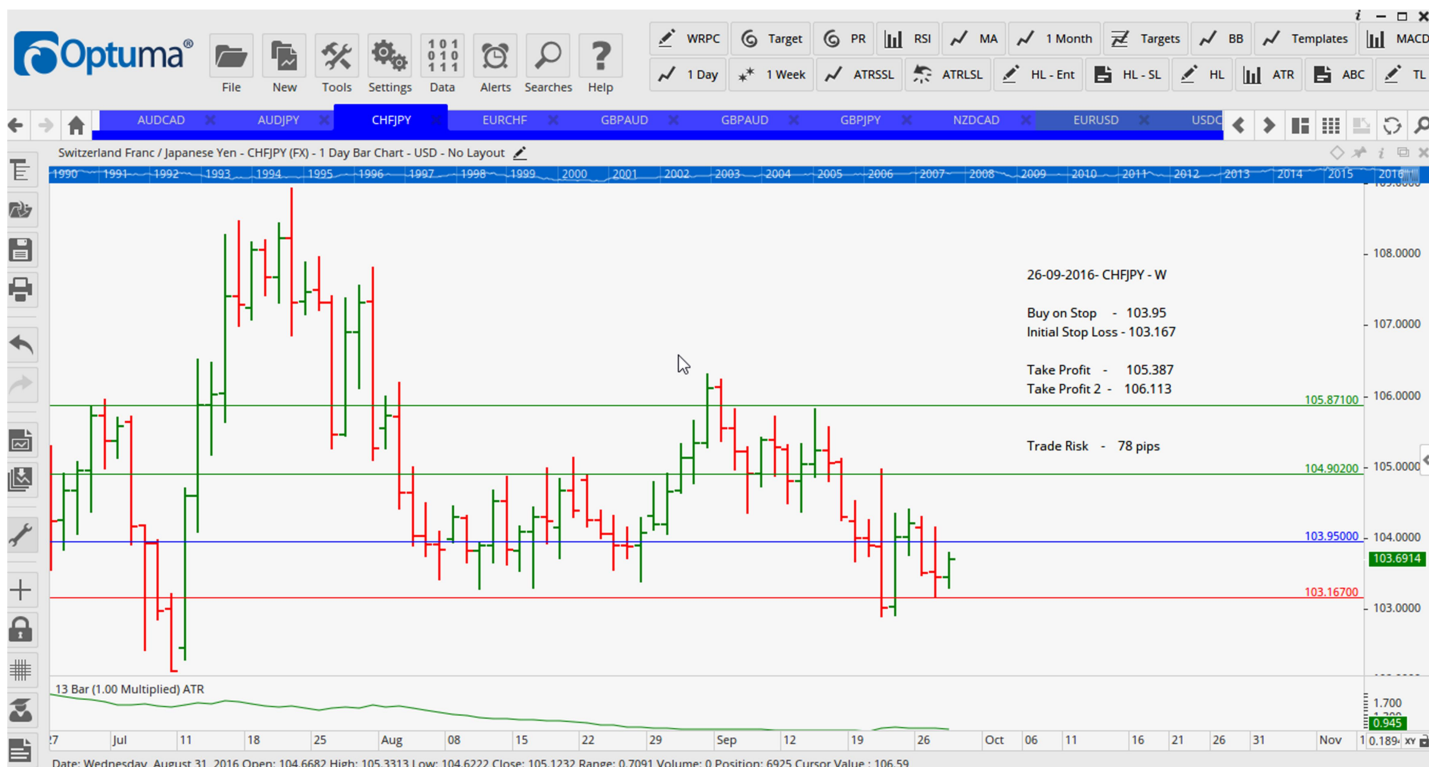 Optuma®
File
New
Tools
Settings
Data
Alerts
Searches
Help
WRPC
Target
PR
RSI
MA
1 Month
Targets
BB
Templates
MACD
1 Day
1 Week
ATRSSL
ATRLSL
HL - Ent
HL - SL
HL
ATR
ABC
TL
AUDCAD
AUDJPY
CHFJPY
EURCHF
GBPAUD
GBPAUD
GBPJPY
NZDCAD
EURUSD
USDC
Switzerland Franc / Japanese Yen - CHFJPY (FX) - 1 Day Bar Chart - USD - No Layout
1990 1991 1992 1993 1994 1995 1996 1997 1998 1999 2000 2001 2002 2003 2004 2005 2006 2007 2008 2009 2010 2011 2012 2013 2014 2015 2016
108.0000
26-09-2016- CHFJPY - W
Buy on Stop - 103.95
Initial Stop Loss - 103.167
107.0000
Take Profit - 105.387
Take Profit 2 - 106.113
106.0000
105.87100
Trade Risk - 78 pips
105.0000
104.90200
104.0000
103.95000
103.6914
103.16700
103.0000
13 Bar (1.00 Multiplied) ATR
1.700
0.945
27 Jul 11 18 25 Aug 08 15 22 29 Sep 12 19 26 Oct 06 11 16 21 26 31 Nov 1 0.189 XY
Date: Wednesday, August 31, 2016 Open: 104.6682 High: 105.3313 Low: 104.6222 Close: 105.1232 Range: 0.7091 Volume: 0 Position: 6925 Cursor Value : 106.59